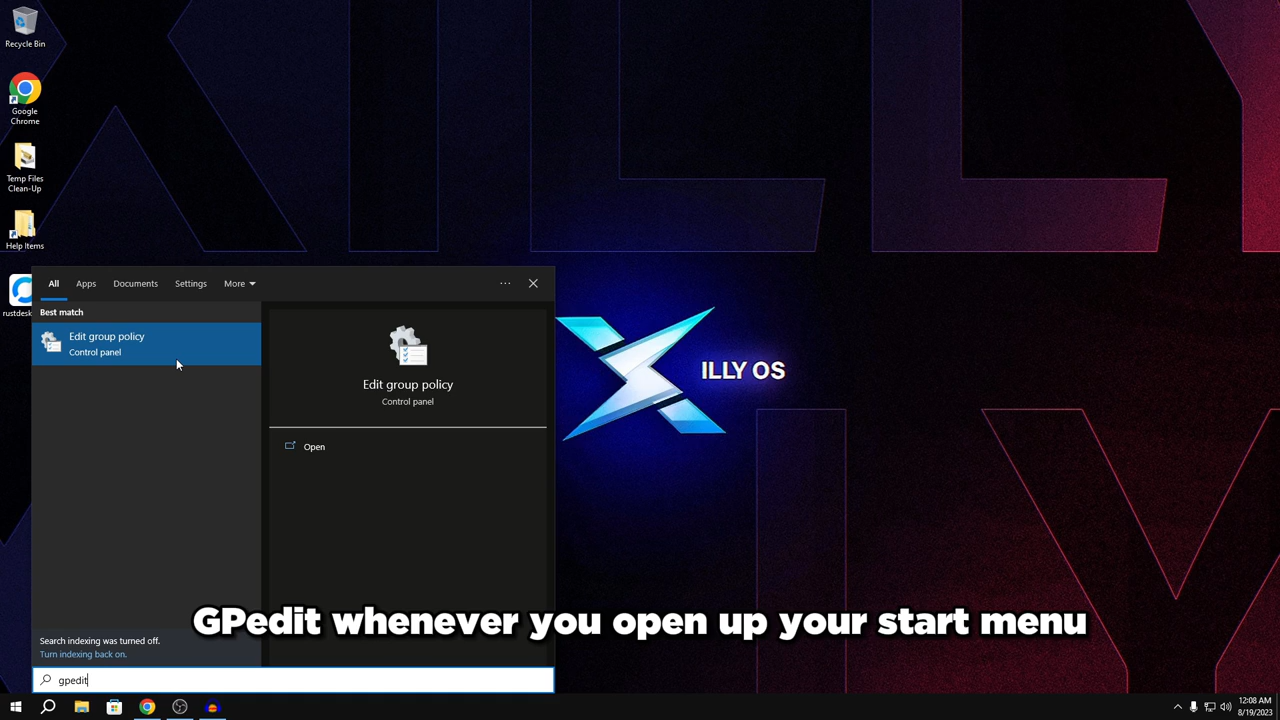 Recycle Bin
Google
Chrome
Temp Files
Clean-Up
Help Items
rustdesk
All
Apps
Documents
Settings
More
Best match
Edit group policy
Control panel
Edit group policy
Control panel
Open
ILLY OS
GPedit whenever you open up your start menu
Search indexing was turned off.
Turn indexing back on.
gpedit
12:08 AM
8/19/2023